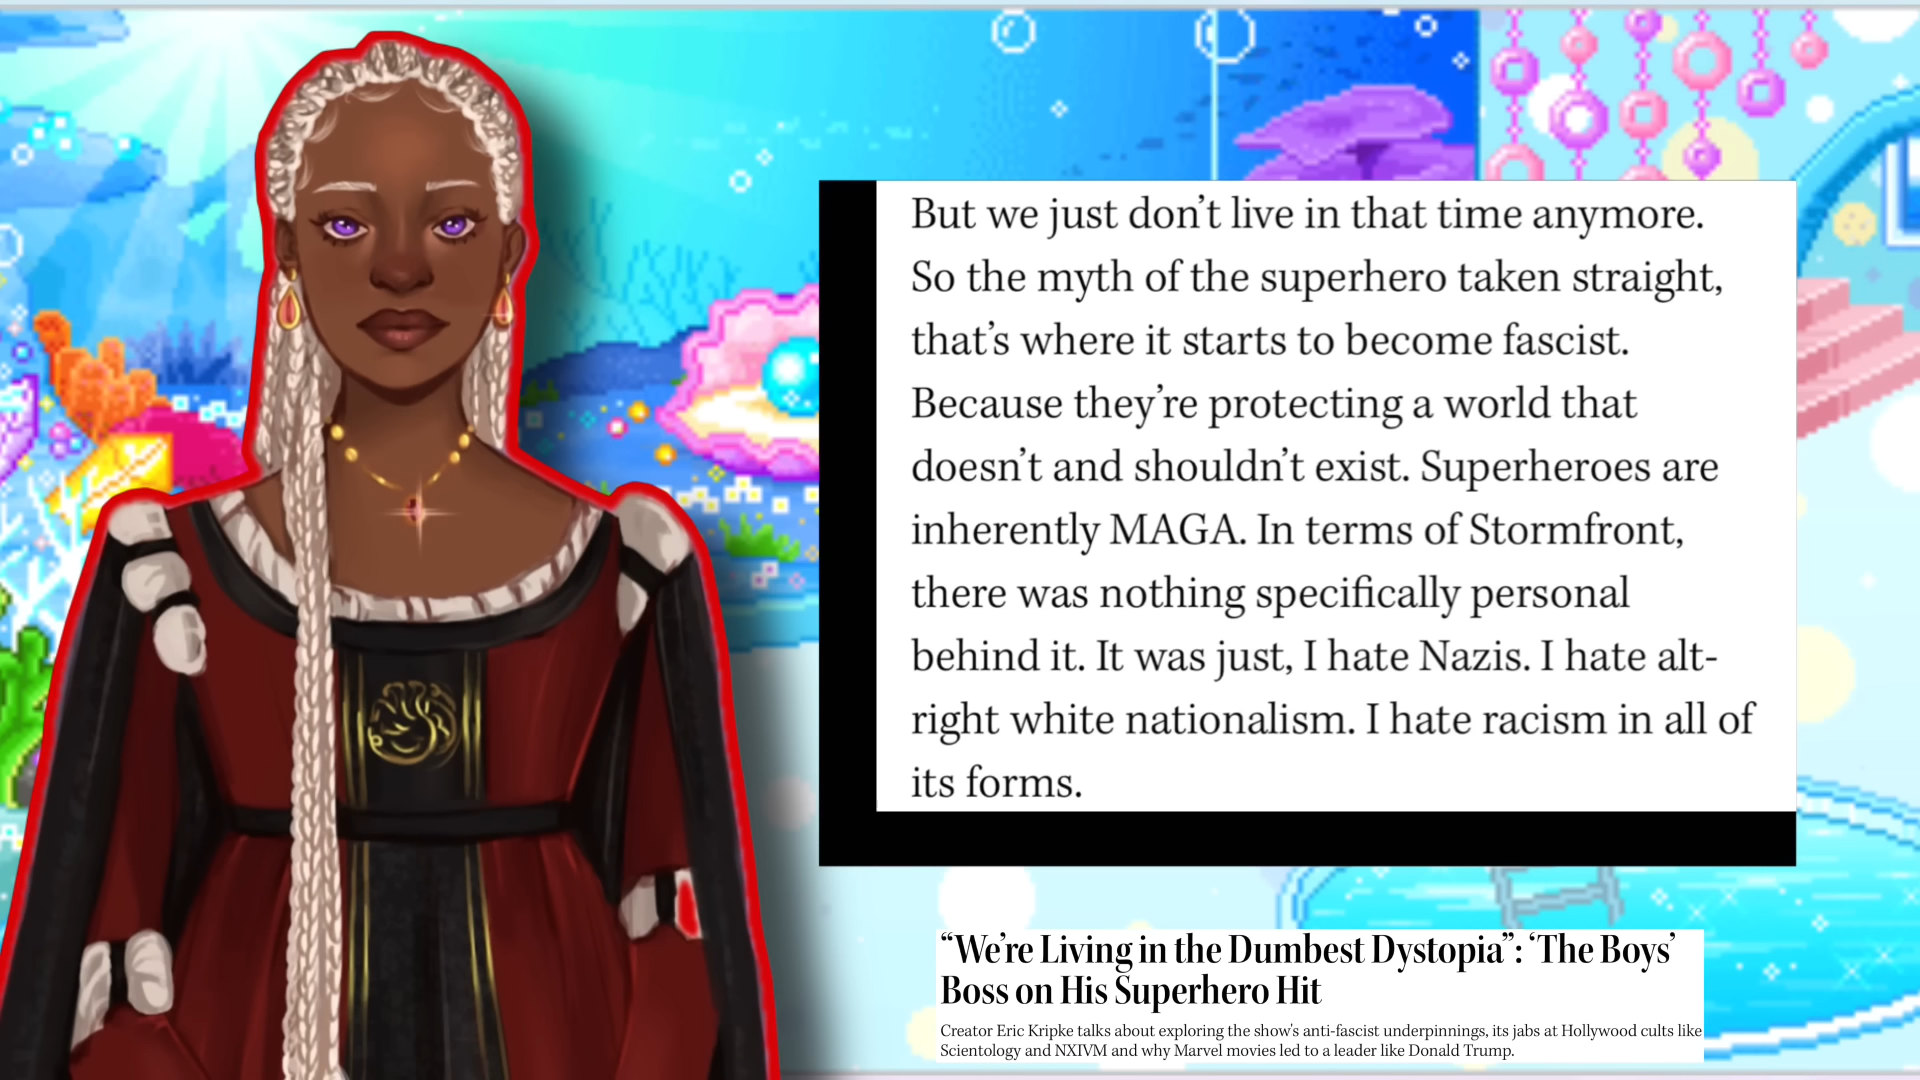 But we just don’t live in that time anymore.
So the myth of the superhero taken straight,
that’s where it starts to become fascist.
Because they’re protecting a world that
doesn’t and shouldn’t exist. Superheroes are
inherently MAGA. In terms of Stormfront,
there was nothing specifically personal
behind it. It was just, I hate Nazis. I hate alt-
right white nationalism. I hate racism in all of
its forms.
“We’re Living in the Dumbest Dystopia”: ‘The Boys’
Boss on His Superhero Hit
Creator Eric Kripke talks about exploring the show's anti-fascist underpinnings, its jabs at Hollywood cults like
Scientology and NXIVM and why Marvel movies led to a leader like Donald Trump.